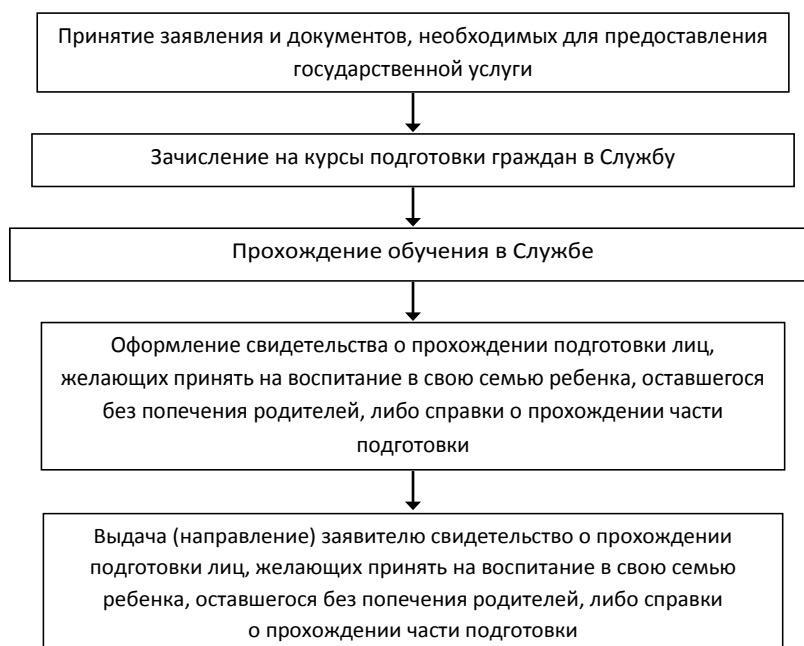 Принятие заявления и документов, необходимых для предоставления
государственной услуги
Зачисление на курсы подготовки граждан в Службу
Прохождение обучения в Службе
Оформление свидетельства о прохождении подготовки лиц,
желающих принять на воспитание в свою семью ребенка, оставшегося
без попечения родителей, либо справки о прохождении части
подготовки
Выдача (направление) заявителю свидетельство о прохождении
подготовки лиц, желающих принять на воспитание в свою семью
ребенка, оставшегося без попечения родителей, либо справки
о прохождении части подготовки